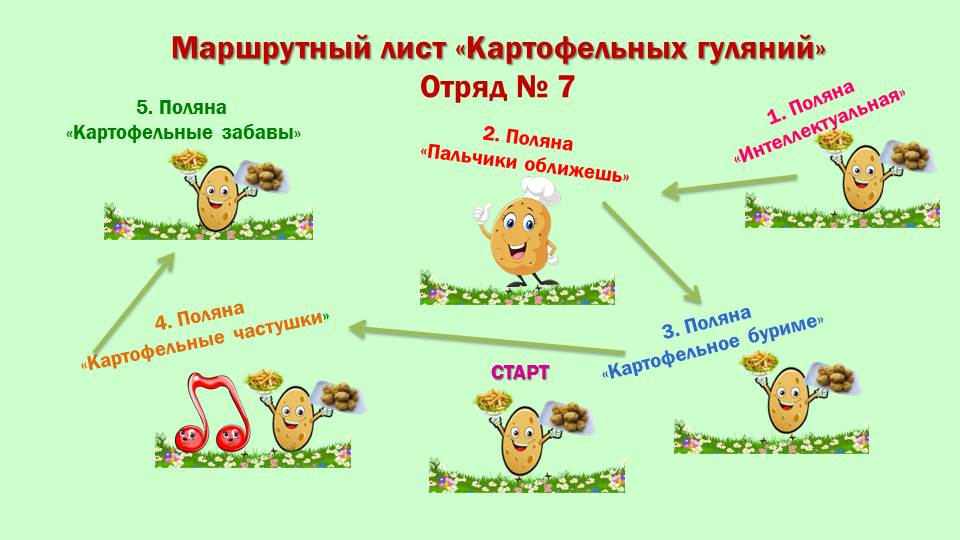 Маршрутный лист «Картофельных гуляний»
Отряд № 7
1. Поляна
«Интеллектуальная»
2. Поляна
«Пальчики оближешь»
3. Поляна
«Картофельное буриме»
4. Поляна
«Картофельные частушки»
5. Поляна
«Картофельные забавы»
СТАРТ